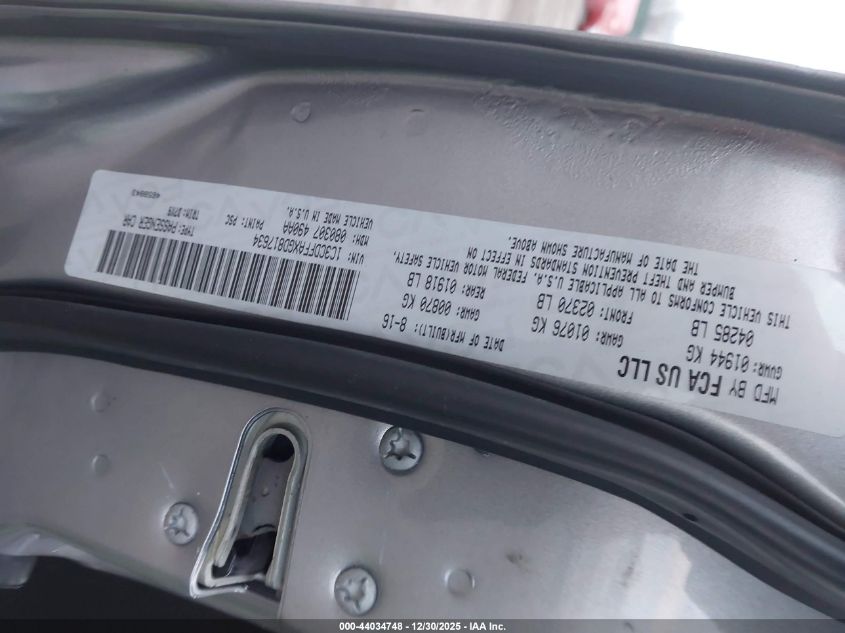 MFD BY FCA US LLC
GVWR: 01944 KG
04285 LB
DATE OF MFR(BUILT): 8-16
GAWR: 01076 KG
FRONT: 02370 LB
GAWR: 00870 KG
REAR: 01918 LB
THIS VEHICLE CONFORMS TO ALL APPLICABLE U.S.A. FEDERAL MOTOR VEHICLE SAFETY,
BUMPER AND THEFT PREVENTION STANDARDS IN EFFECT ON
THE DATE OF MANUFACTURE SHOWN ABOVE.
VIN: 1C3CDFFAXGD817634
TYPE: PASSENGER CAR
MDH: 080307 490AA
PAINT: PSC
TRIM:
VEHICLE MADE IN U.S.A.
000-44034748 - 12/30/2025 - IAA Inc.